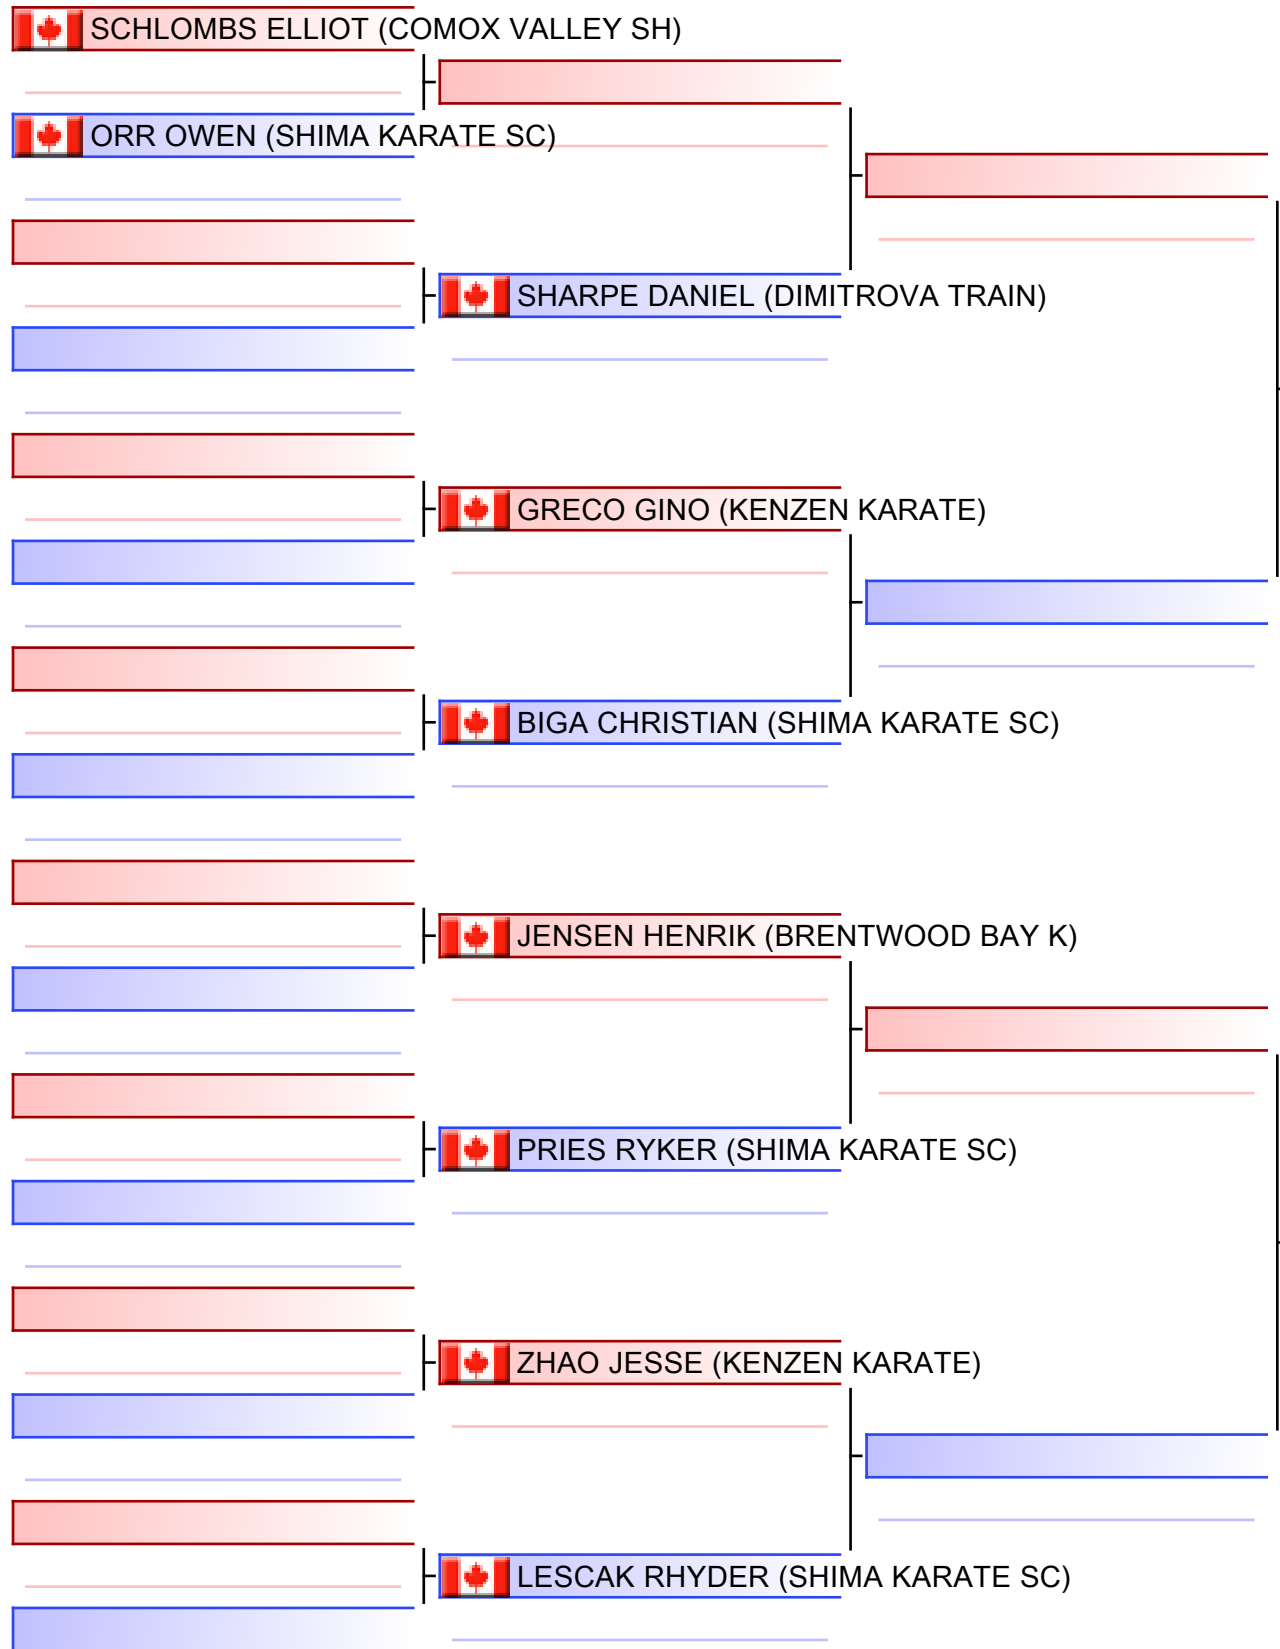 SCHLOMBS ELLIOT (COMOX VALLEY SH)
ORR OWEN (SHIMA KARATE SC)
SHARPE DANIEL (DIMITROVA TRAIN)
GRECO GINO (KENZEN KARATE)
BIGA CHRISTIAN (SHIMA KARATE SC)
JENSEN HENRIK (BRENTWOOD BAY K)
PRIES RYKER (SHIMA KARATE SC)
ZHAO JESSE (KENZEN KARATE)
LESCAK RHYDER (SHIMA KARATE SC)